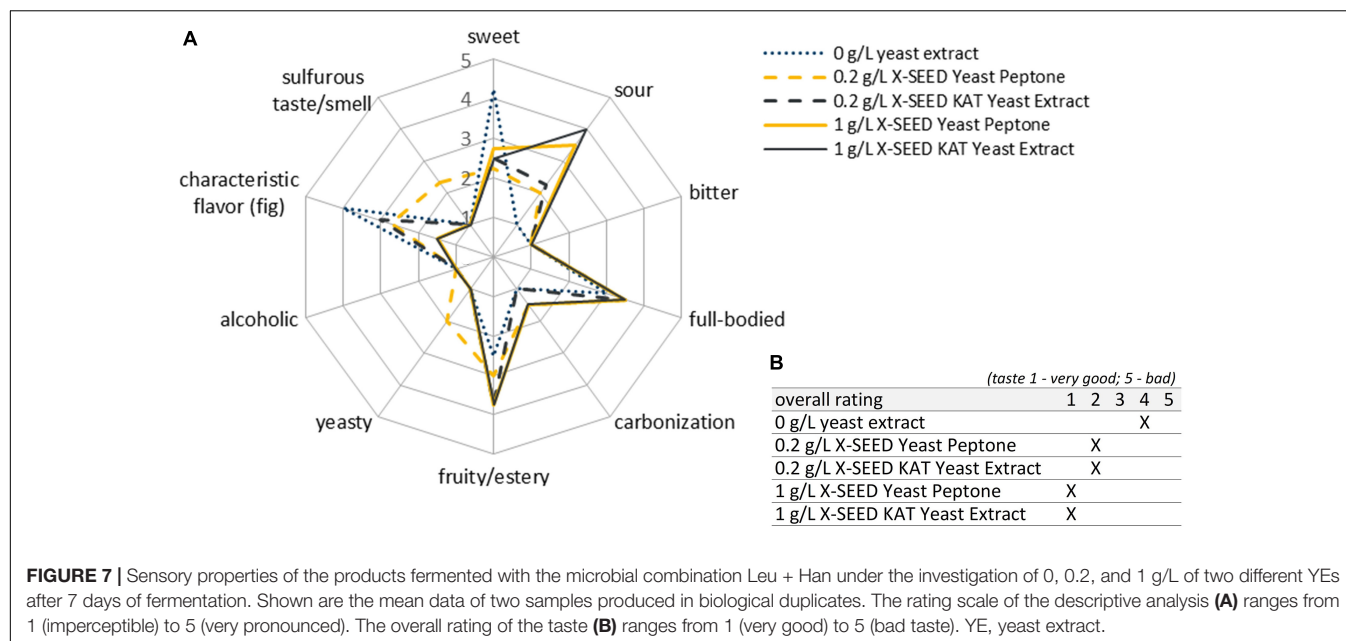 A
sweet
5
4
3
2
1
sour
bitter
full-bodied
carbonization
fruity/estery
yeasty
alcoholic
characteristic
flavor (fig)
sulfurous
taste/smell
0 g/L yeast extract
0.2 g/L X-SEED Yeast Peptone
0.2 g/L X-SEED KAT Yeast Extract
1 g/L X-SEED Yeast Peptone
1 g/L X-SEED KAT Yeast Extract
B
(taste 1 - very good; 5 - bad)
overall rating 1 2 3 4 5
0 g/L yeast extract X
0.2 g/L X-SEED Yeast Peptone X
0.2 g/L X-SEED KAT Yeast Extract X
1 g/L X-SEED Yeast Peptone X
1 g/L X-SEED KAT Yeast Extract X
FIGURE 7 | Sensory properties of the products fermented with the microbial combination Leu + Han under the investigation of 0, 0.2, and 1 g/L of two different YEs
after 7 days of fermentation. Shown are the mean data of two samples produced in biological duplicates. The rating scale of the descriptive analysis (A) ranges from
1 (imperceptible) to 5 (very pronounced). The overall rating of the taste (B) ranges from 1 (very good) to 5 (bad taste). YE, yeast extract.